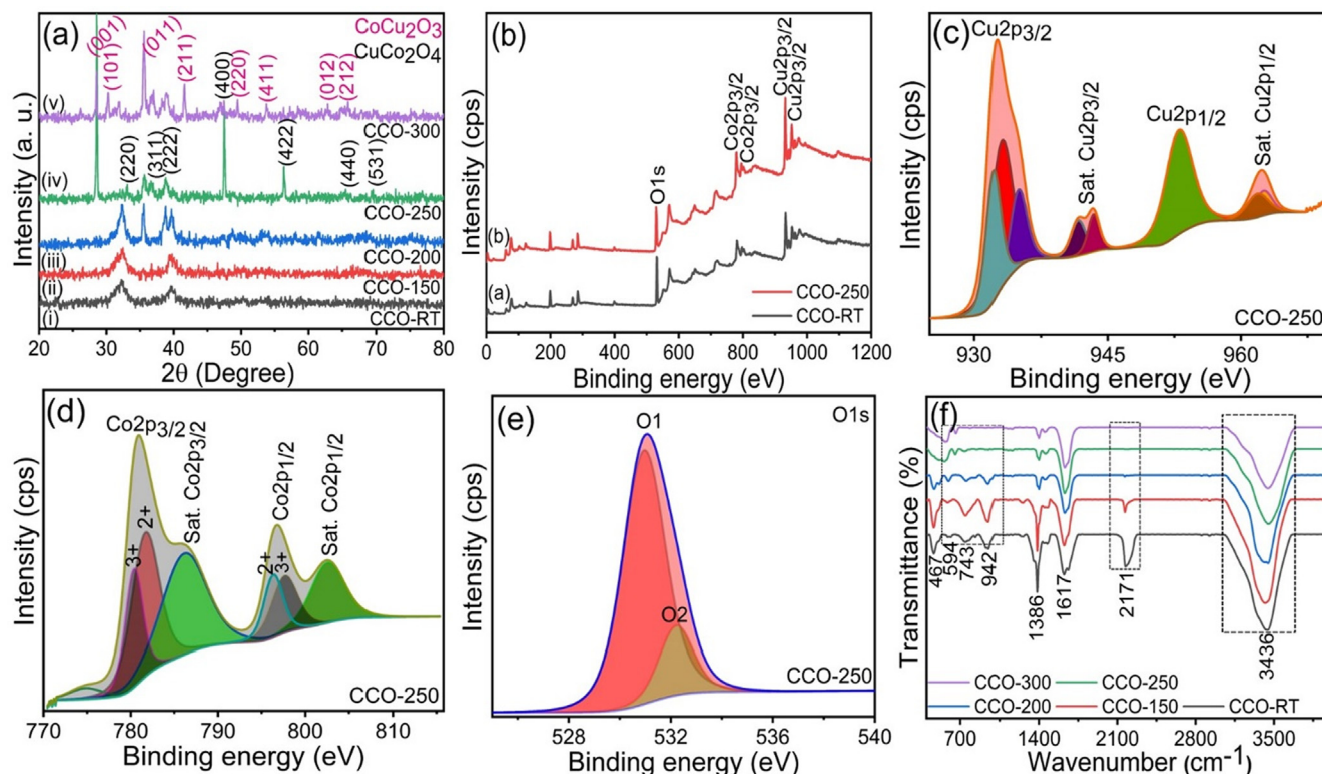 (a)
CoCu2O3
CuCo2O4
(001)
(101)
(011)
(211)
(400)
(220)
(411)
(012)
(212)
(v)
CCO-300
(220)
(311)
(222)
(422)
(440)
(531)
(iv)
CCO-250
(iii)
CCO-200
(ii)
CCO-150
(i)
CCO-RT
Intensity (a. u.)
20 30 40 50 60 70 80
2θ (Degree)
(b)
O1s
Co2p3/2
Co2p3/2
Cu2p3/2
Cu2p3/2
(b)
(a)
CCO-250
CCO-RT
Intensity (cps)
0 200 400 600 800 1000 1200
Binding energy (eV)
(c)
Cu2p3/2
Sat. Cu2p3/2
Cu2p1/2
Sat. Cu2p1/2
CCO-250
Intensity (cps)
930 945 960
Binding energy (eV)
(d)
Co2p3/2
3+
2+
Sat. Co2p3/2
Co2p1/2
2+
3+
Sat. Co2p1/2
CCO-250
Intensity (cps)
770 780 790 800 810
Binding energy (eV)
(e)
O1s
O1
O2
CCO-250
Intensity (cps)
528 532 536 540
Binding energy (eV)
(f)
467
594
743
942
1386
1617
2171
3436
CCO-300 CCO-250
CCO-200 CCO-150 CCO-RT
Transmittance (%)
700 1400 2100 2800 3500
Wavenumber (cm-1)